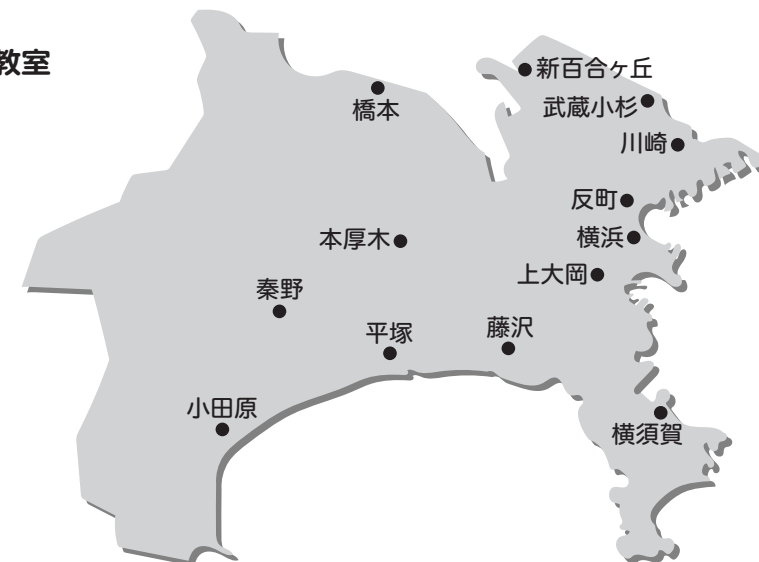 教室
新百合ヶ丘
橋本
武蔵小杉
川崎
反町
本厚木
横浜
上大岡
秦野
平塚
藤沢
小田原
横須賀